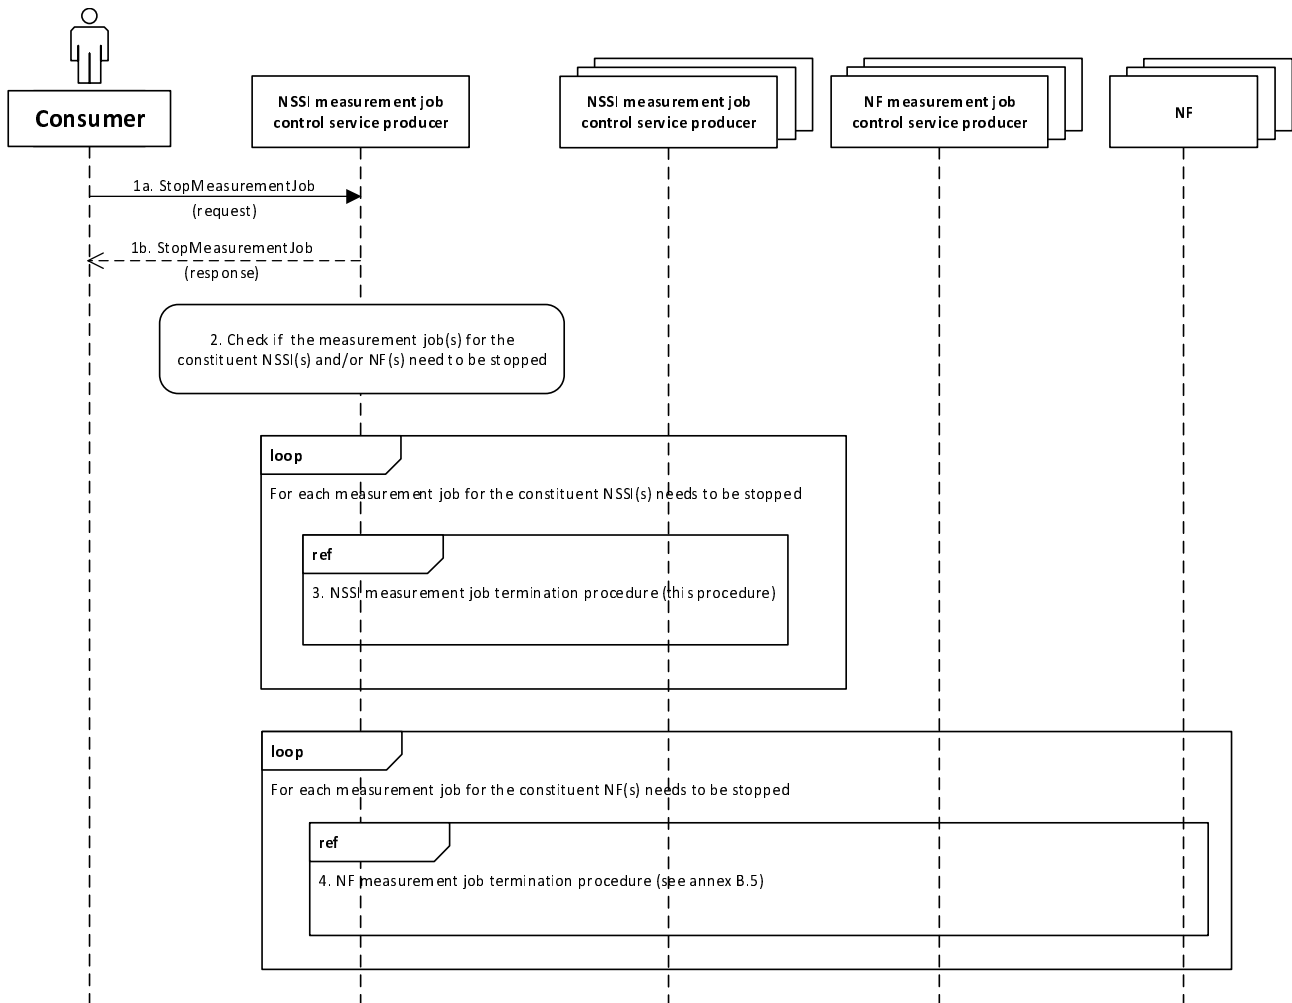 Consumer
NSSI measurement job
control service producer
NSSI measurement job
control service producer
NF measurement job
control service producer
NF
1a. StopMeasurementJob
(request)
1b. StopMeasurementJob
(response)
2. Check if the measurement job(s) for the
constituent NSSI(s) and/or NF(s) need to be stopped
loop
For each measurement job for the constituent NSSI(s) needs to be stopped
ref
3. NSSI measurement job termination procedure (this procedure)
loop
For each measurement job for the constituent NF(s) needs to be stopped
ref
4. NF measurement job termination procedure (see annex B.5)